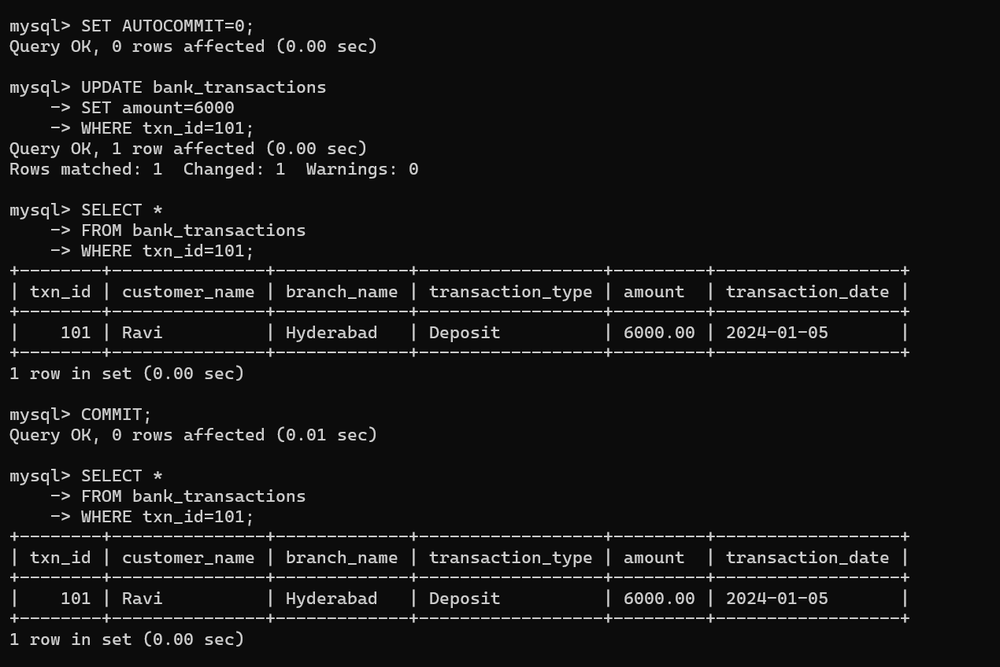 mysql> SET AUTOCOMMIT=0;
Query OK, 0 rows affected (0.00 sec)

mysql> UPDATE bank_transactions
    -> SET amount=6000
    -> WHERE txn_id=101;
Query OK, 1 row affected (0.00 sec)
Rows matched: 1  Changed: 1  Warnings: 0

mysql> SELECT *
    -> FROM bank_transactions
    -> WHERE txn_id=101;
+--------+---------------+-------------+------------------+---------+------------------+
| txn_id | customer_name | branch_name | transaction_type | amount  | transaction_date |
+--------+---------------+-------------+------------------+---------+------------------+
|    101 | Ravi          | Hyderabad   | Deposit          | 6000.00 | 2024-01-05       |
+--------+---------------+-------------+------------------+---------+------------------+
1 row in set (0.00 sec)

mysql> COMMIT;
Query OK, 0 rows affected (0.01 sec)

mysql> SELECT *
    -> FROM bank_transactions
    -> WHERE txn_id=101;
+--------+---------------+-------------+------------------+---------+------------------+
| txn_id | customer_name | branch_name | transaction_type | amount  | transaction_date |
+--------+---------------+-------------+------------------+---------+------------------+
|    101 | Ravi          | Hyderabad   | Deposit          | 6000.00 | 2024-01-05       |
+--------+---------------+-------------+------------------+---------+------------------+
1 row in set (0.00 sec)